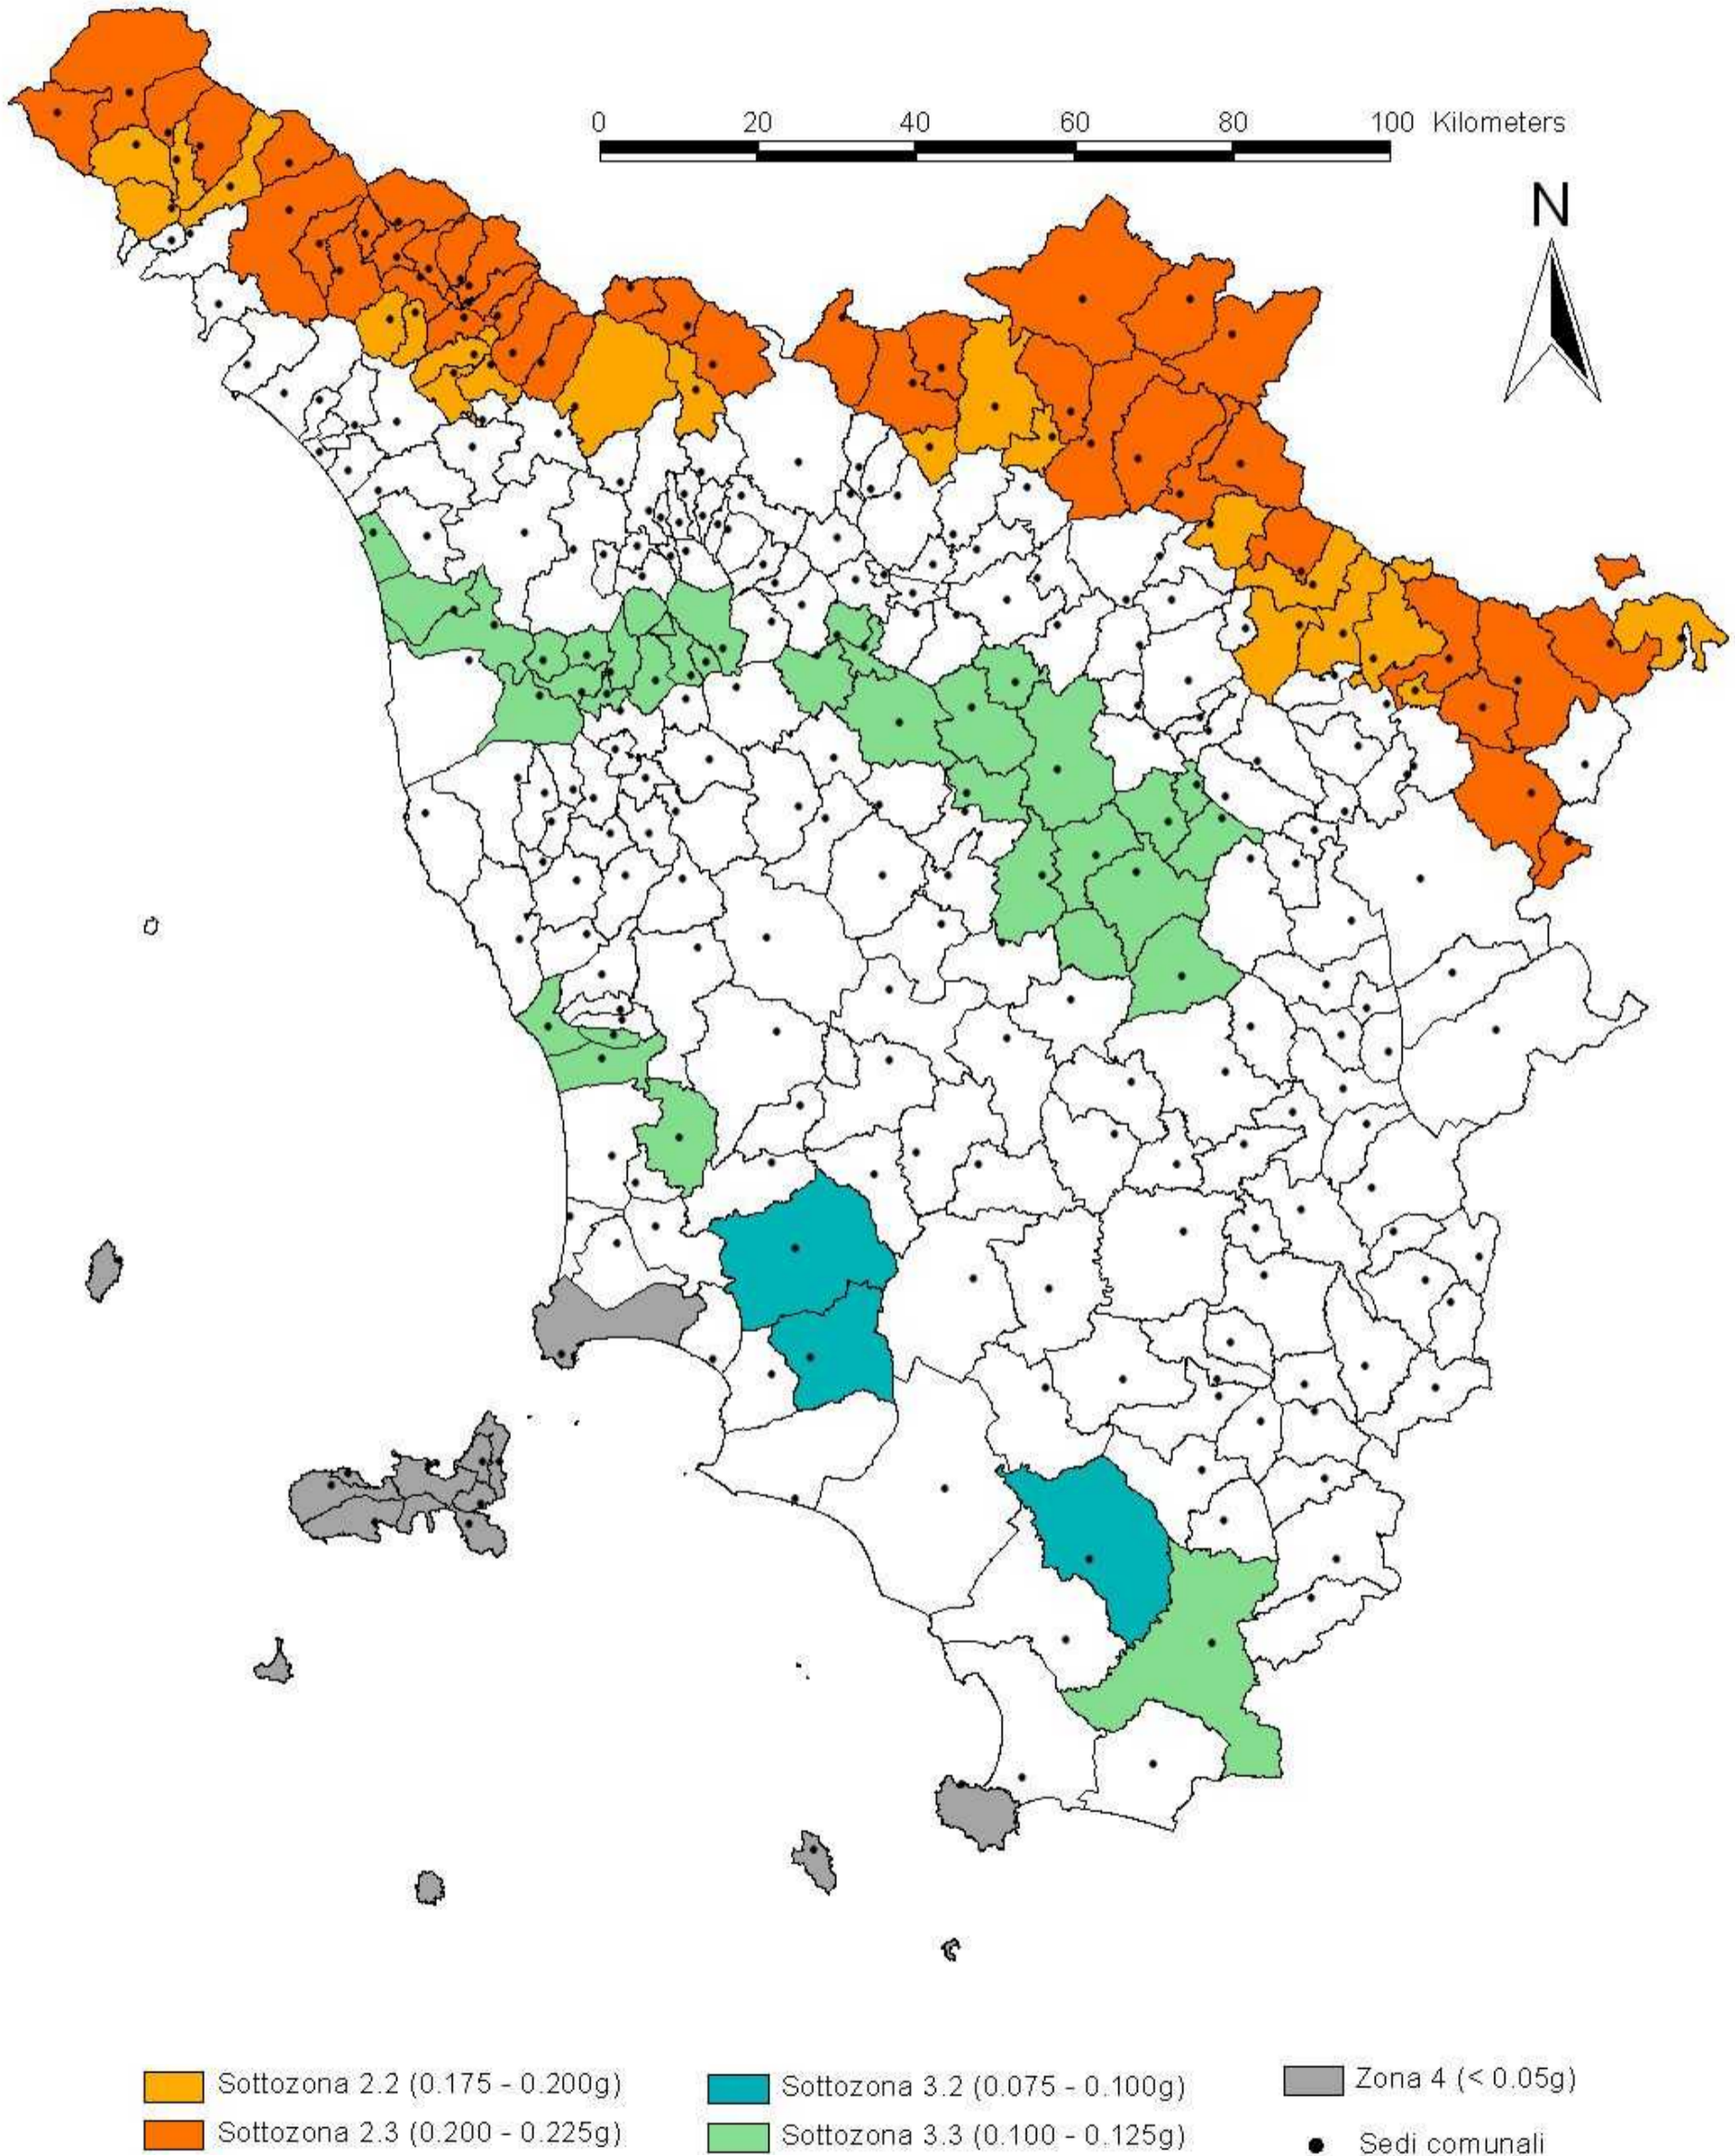 0 20 40 60 80 100 Kilometers
N
Sottozona 2.2 (0.175 - 0.200g)
Sottozona 2.3 (0.200 - 0.225g)
Sottozona 3.2 (0.075 - 0.100g)
Sottozona 3.3 (0.100 - 0.125g)
Zona 4 (< 0.05g)
Sedi comunali